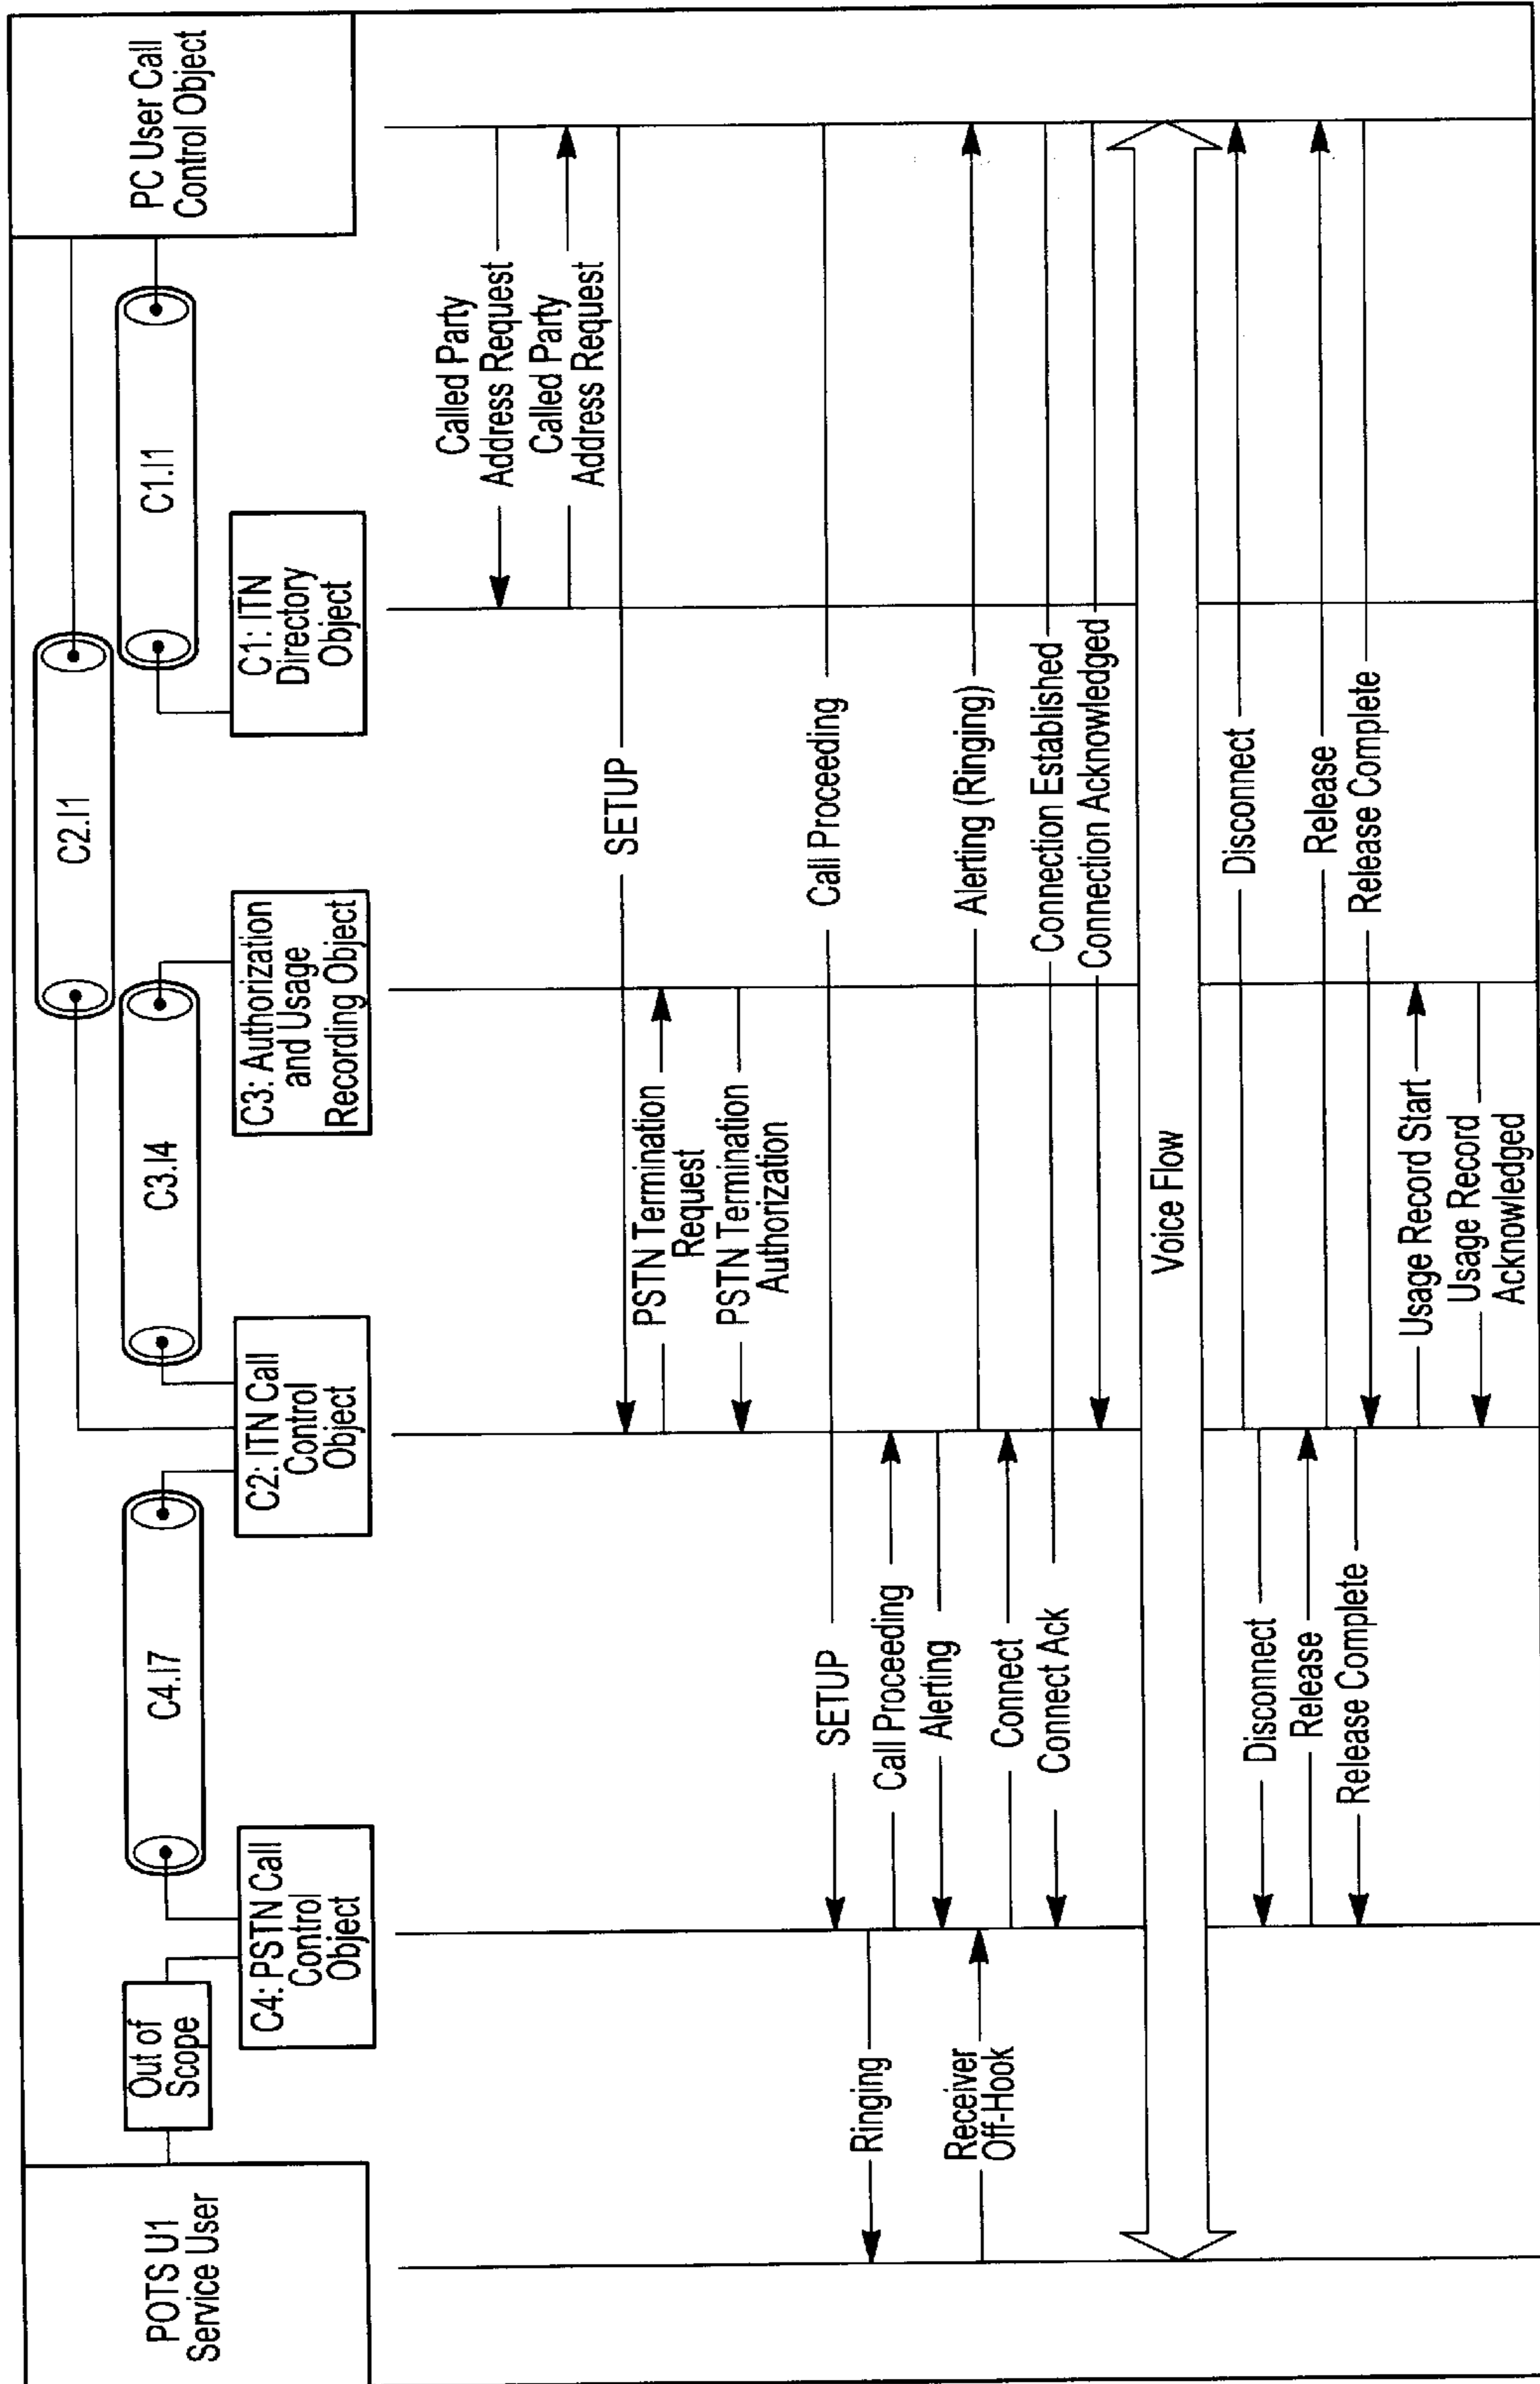 POTS U1
Service User
Out of
Scope
C4: PSTN Call
Control
Object
C4.I7
C2: ITN Call
Control
Object
C3.I4
C3: Authorization
and Usage
Recording Object
C2.I1
C1: ITN
Directory
Object
C1.I1
PC User Call
Control Object
Called Party
Address Request
Called Party
Address Request
SETUP
PSTN Termination
Request
PSTN Termination
Authorization
SETUP
Call Proceeding
Ringing
Call Proceeding
Alerting
Alerting (Ringing)
Receiver
Off-Hook
Connect
Connection Established
Connect Ack
Connection Acknowledged
Voice Flow
Disconnect
Disconnect
Release
Release
Release Complete
Release Complete
Usage Record Start
Usage Record
Acknowledged